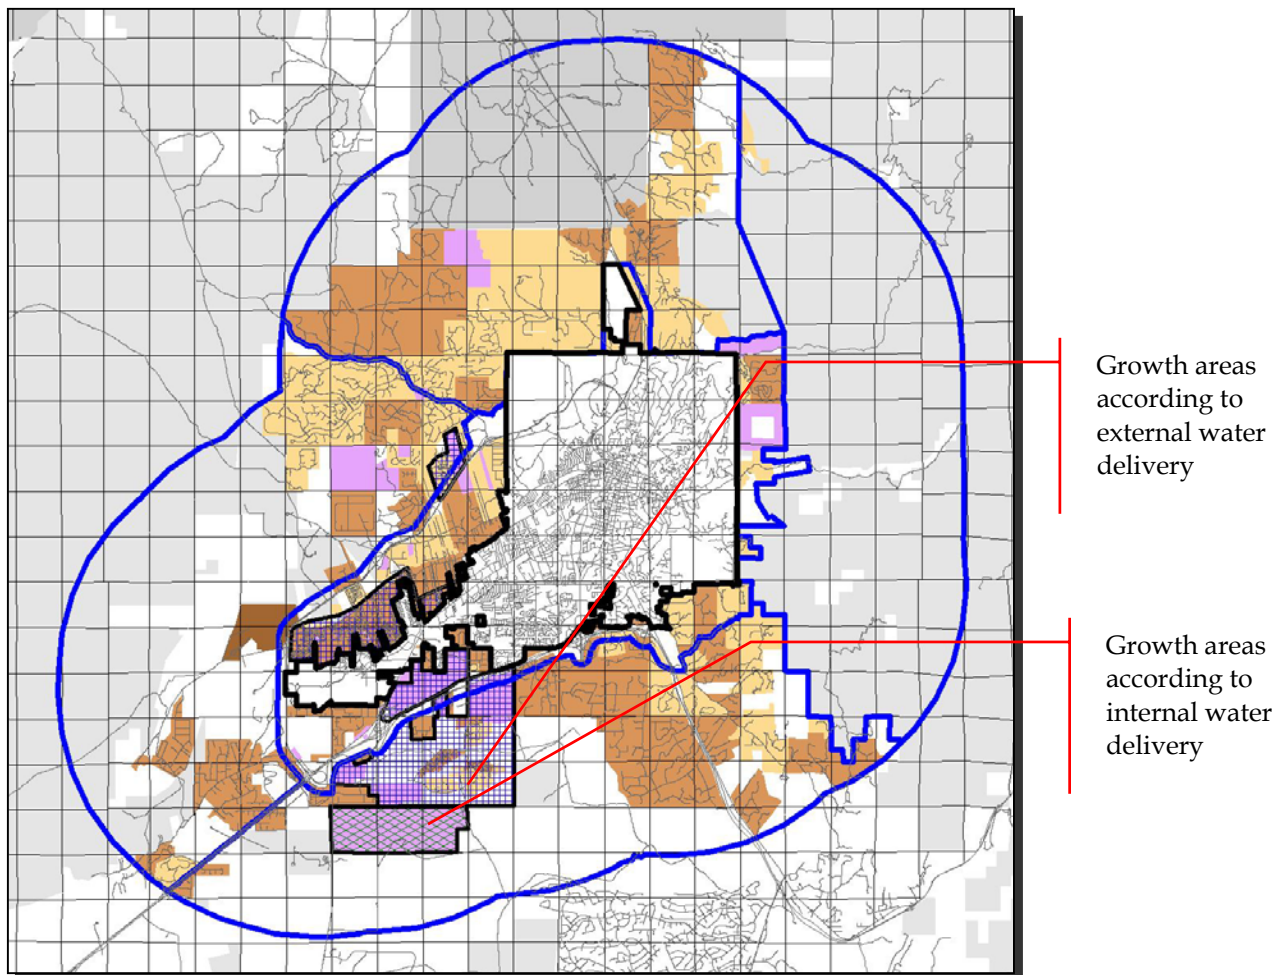 Growth areas
according to
external water
delivery
Growth areas
according to
internal water
delivery